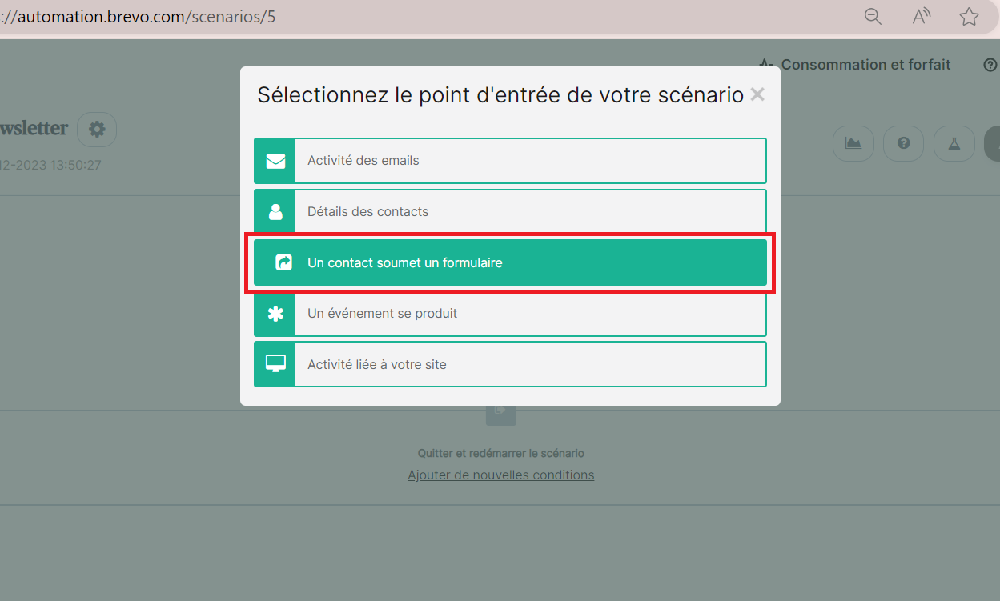 ://automation.brevo.com/scenarios/5
Consommation et forfait
Sélectionnez le point d'entrée de votre scénario
wsletter
12-2023 13:50:27
Activité des emails
Détails des contacts
Un contact soumet un formulaire
Un événement se produit
Activité liée à votre site
Quitter et redémarrer le scénario
Ajouter de nouvelles conditions